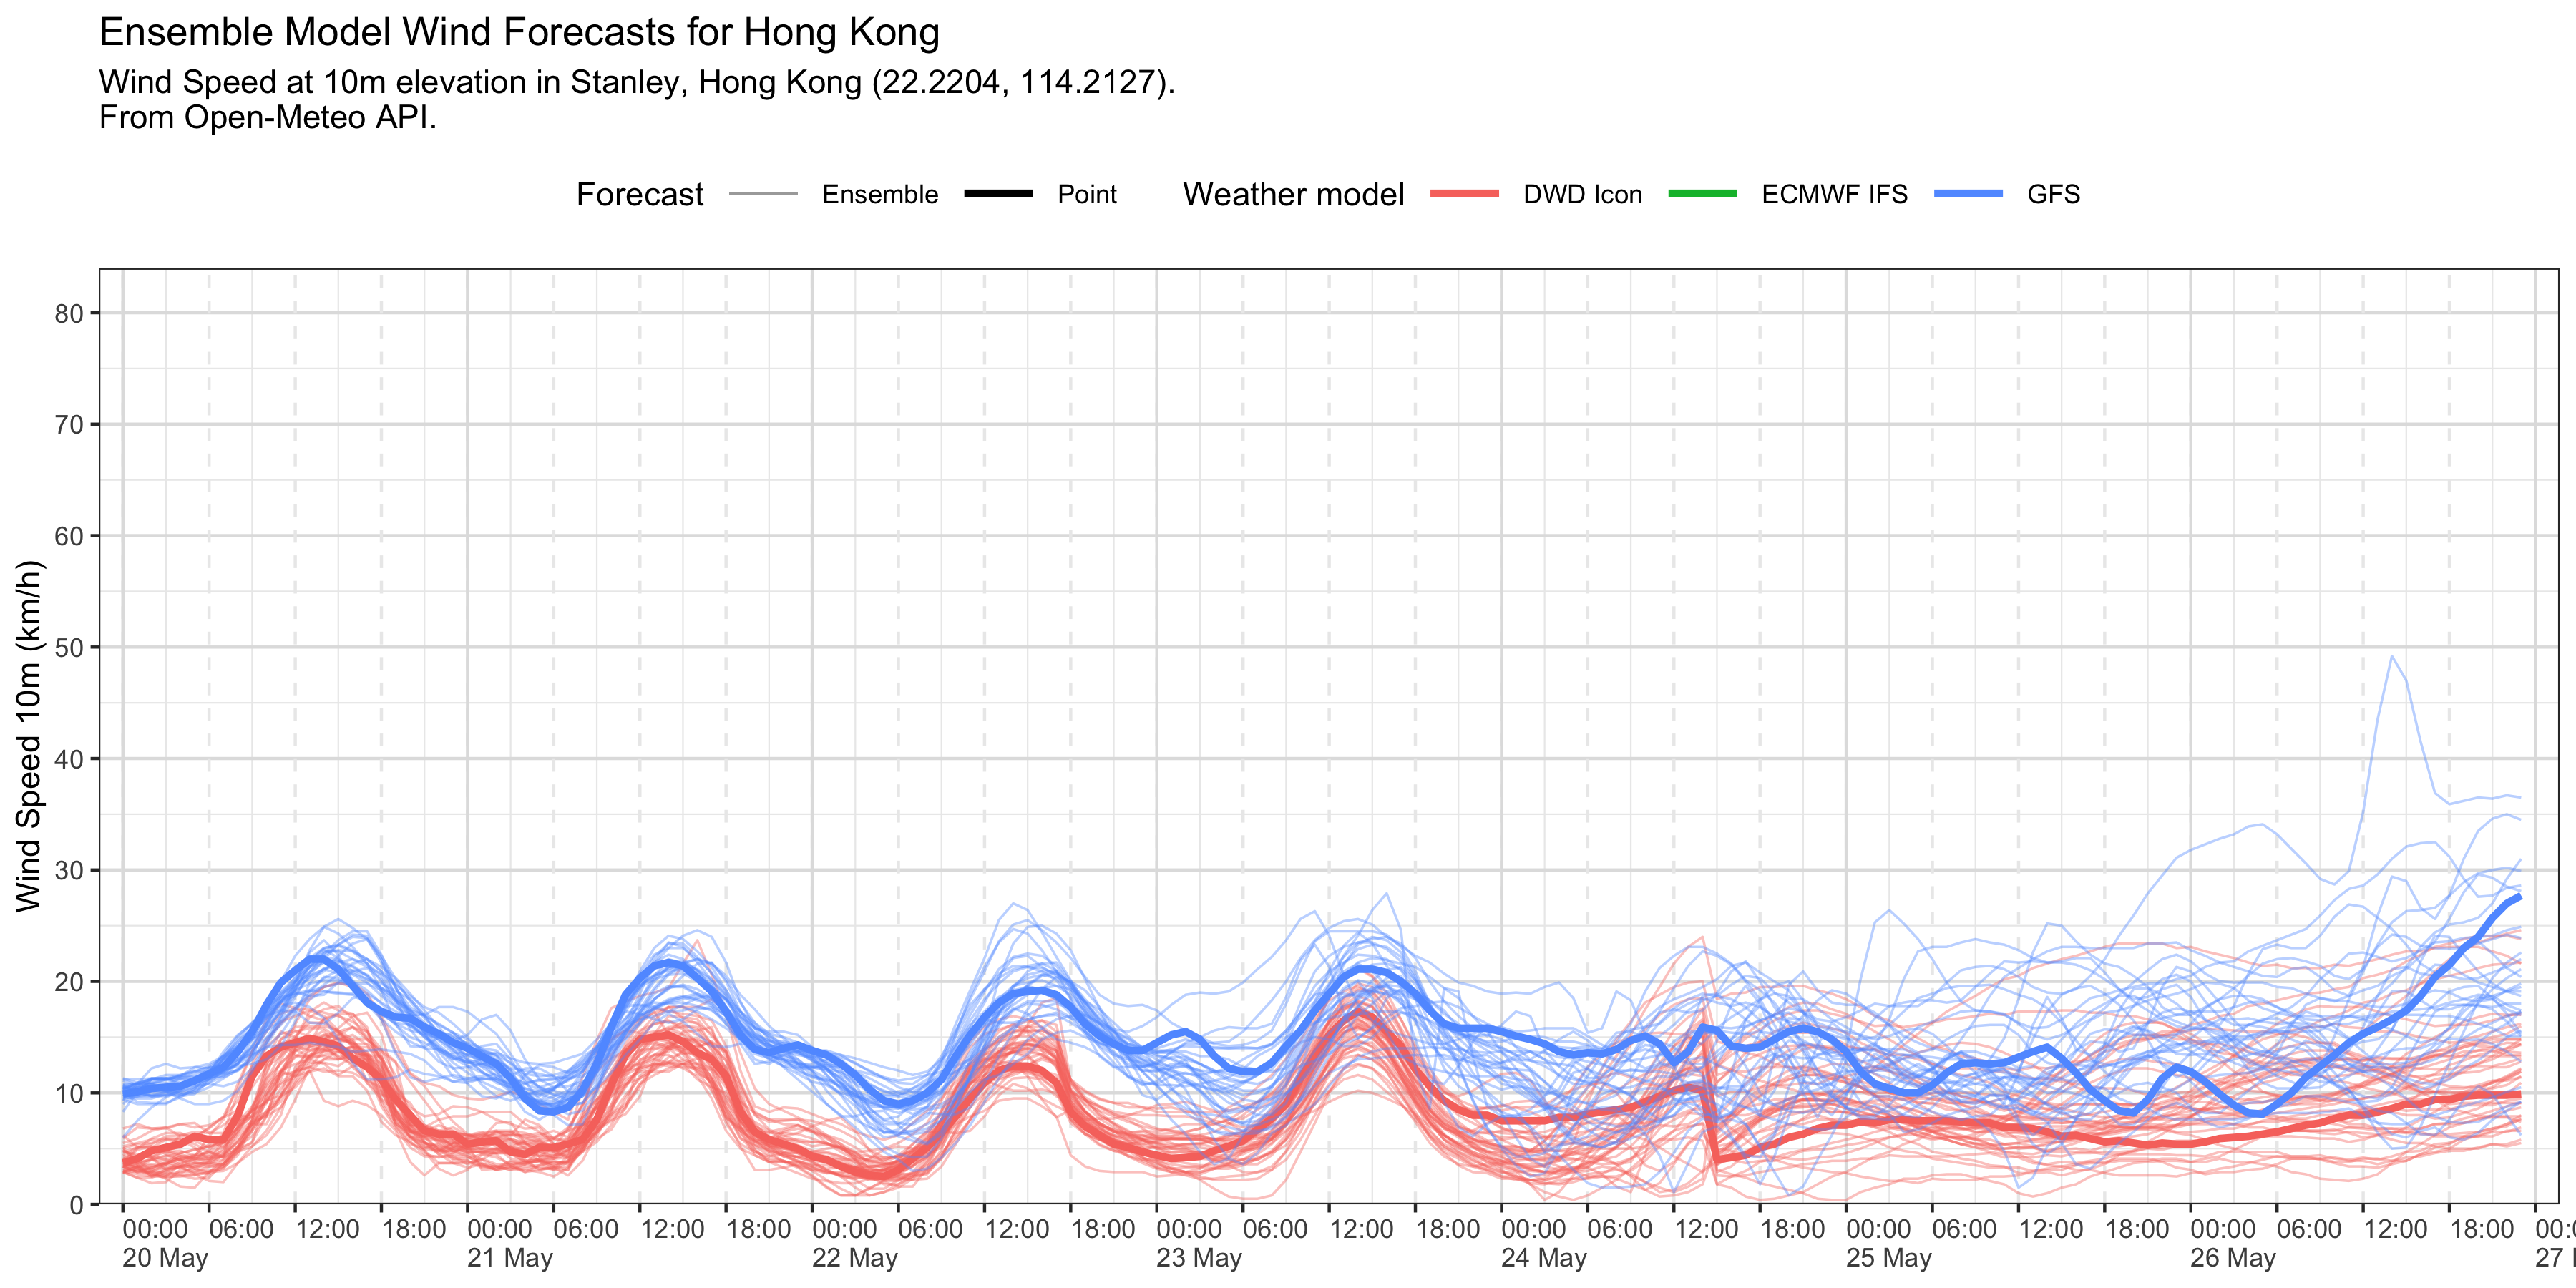 Ensemble Model Wind Forecasts for Hong Kong
Wind Speed at 10m elevation in Stanley, Hong Kong (22.2204, 114.2127).
From Open-Meteo API.
Forecast Ensemble Point Weather model DWD Icon ECMWF IFS GFS
Wind Speed 10m (km/h)
80
70
60
50
40
30
20
10
0
00:00 06:00 12:00 18:00 00:00 06:00 12:00 18:00 00:00 06:00 12:00 18:00 00:00 06:00 12:00 18:00 00:00 06:00 12:00 18:00 00:00 06:00 12:00 18:00 00:00 06:00 12:00 18:00
20 May 21 May 22 May 23 May 24 May 25 May 26 May 27